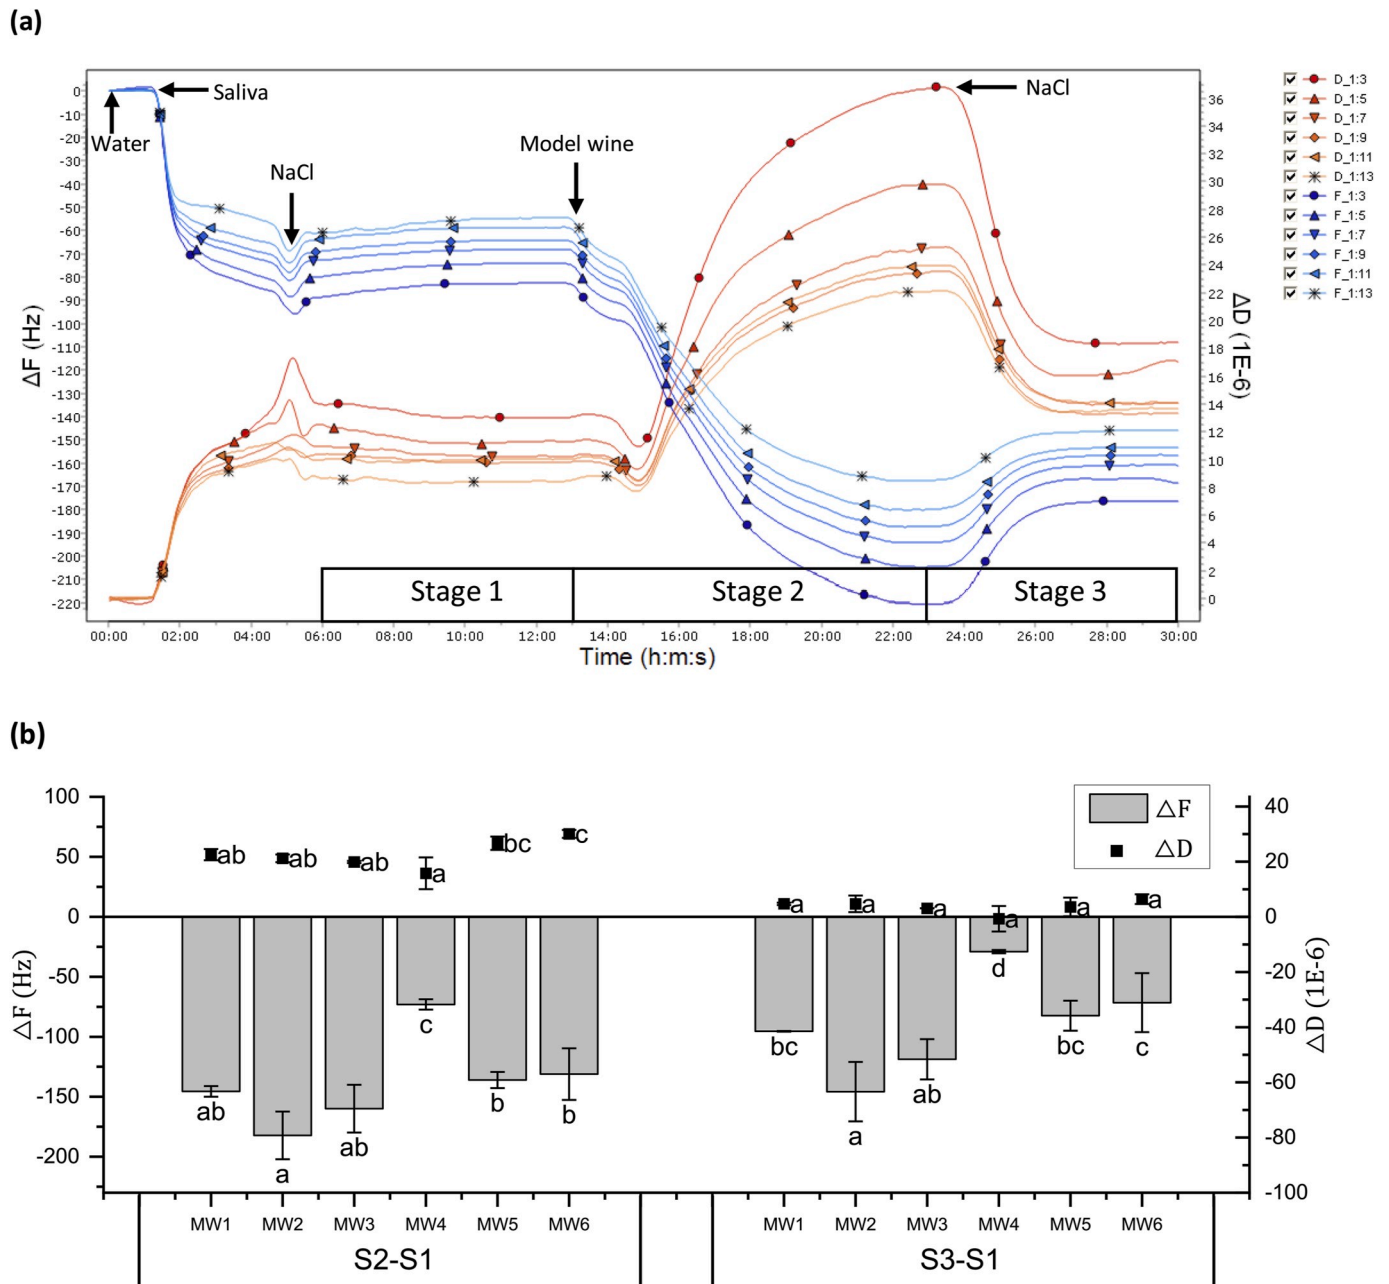 (a)
0
-10
-20
-30
-40
-50
-60
-70
-80
-90
-100
-110
-120
-130
-140
-150
-160
-170
-180
-190
-200
-210
-220
ΔF (Hz)
Water
Saliva
NaCl
Model wine
NaCl
36
34
32
30
28
26
24
22
20
18
16
14
12
10
8
6
4
2
0
ΔD (1E-6)
D_1:3
D_1:5
D_1:7
D_1:9
D_1:11
D_1:13
F_1:3
F_1:5
F_1:7
F_1:9
F_1:11
F_1:13
Stage 1 Stage 2 Stage 3
00:00 02:00 04:00 06:00 08:00 10:00 12:00 14:00 16:00 18:00 20:00 22:00 24:00 26:00 28:00 30:00
Time (h:m:s)
(b)
100
50
0
-50
-100
-150
-200
△F (Hz)
△F
△D
40
20
0
-20
-40
-60
-80
-100
△D (1E-6)
ab ab ab a bc c a a a a a a
ab a ab c b b bc a ab d bc c
MW1 MW2 MW3 MW4 MW5 MW6 MW1 MW2 MW3 MW4 MW5 MW6
S2-S1 S3-S1